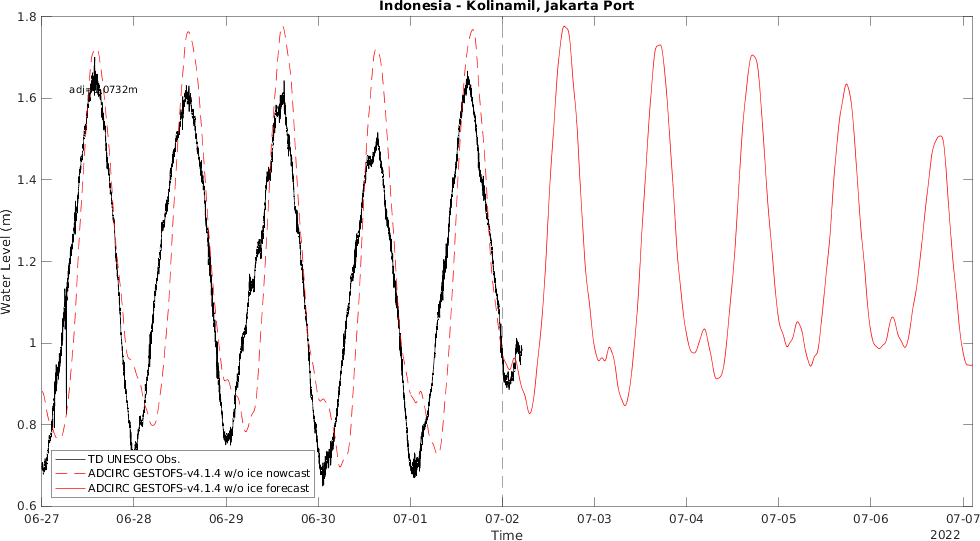 Indonesia - Kolinamil, Jakarta Port
1.8
1.6
1.4
1.2
1
0.8
0.6
Water Level (m)
0732m
TD UNESCO Obs.
ADCIRC GESTOFS-v4.1.4 w/o ice nowcast
ADCIRC GESTOFS-v4.1.4 w/o ice forecast
06-27 06-28 06-29 06-30 07-01 07-02 07-03 07-04 07-05 07-06 07-07
Time
2022